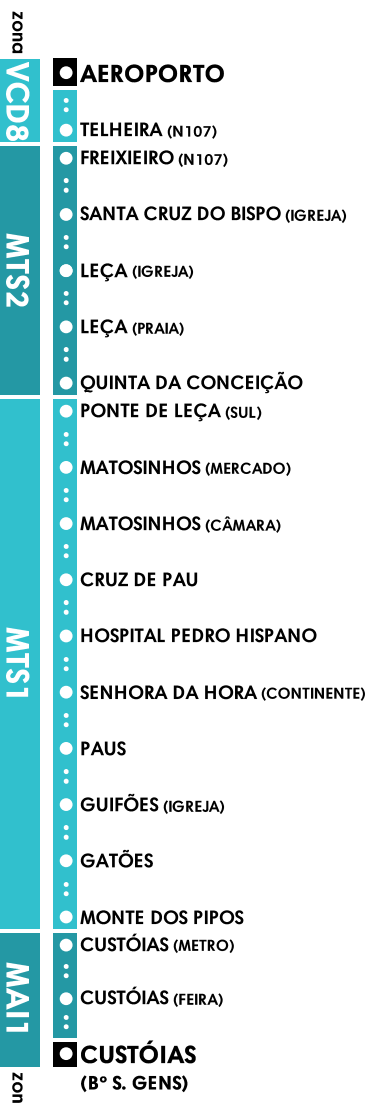 zona
VCD8
AEROPORTO
TELHEIRA (N107)
MTS2
FREIXIEIRO (N107)
SANTA CRUZ DO BISPO (IGREJA)
LEÇA (IGREJA)
LEÇA (PRAIA)
QUINTA DA CONCEIÇÃO
MTS1
PONTE DE LEÇA (SUL)
MATOSINHOS (MERCADO)
MATOSINHOS (CÂMARA)
CRUZ DE PAU
HOSPITAL PEDRO HISPANO
SENHORA DA HORA (CONTINENTE)
PAUS
GUIFÕES (IGREJA)
GATÕES
MONTE DOS PIPOS
MAI1
CUSTÓIAS (METRO)
CUSTÓIAS (FEIRA)
CUSTÓIAS
(Bº S. GENS)
zon